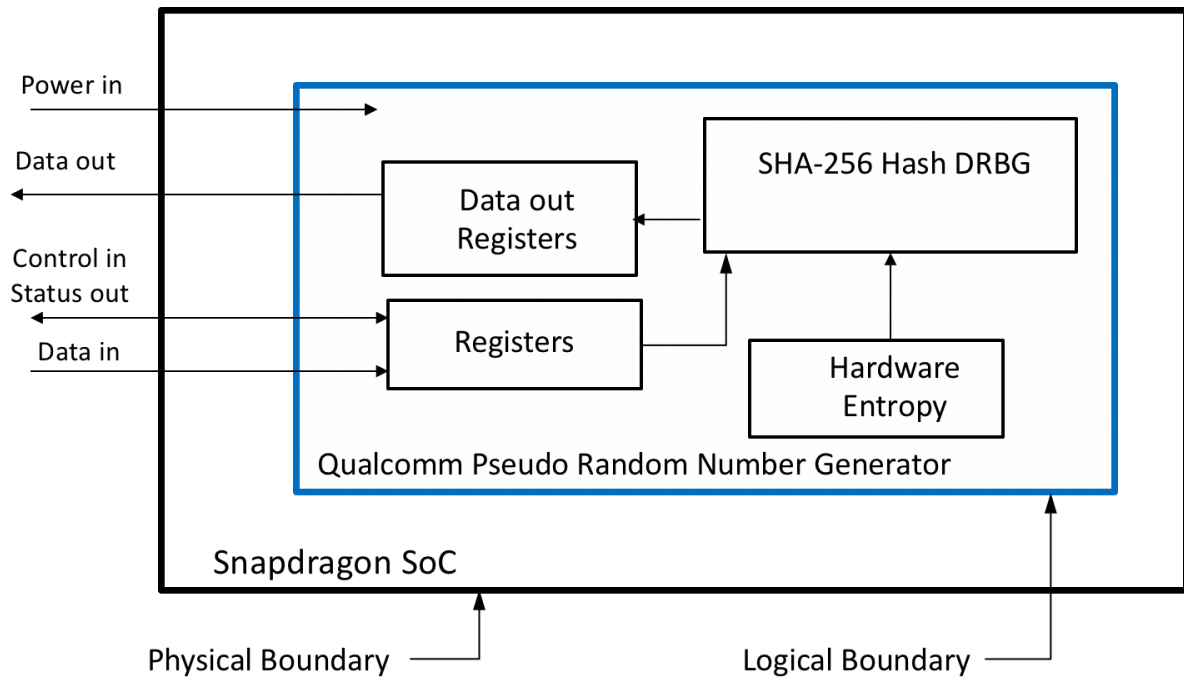 Power in
Data out
Control in
Status out
Data in
SHA-256 Hash DRBG
Data out
Registers
Registers
Hardware
Entropy
Qualcomm Pseudo Random Number Generator
Snapdragon SoC
Physical Boundary
Logical Boundary